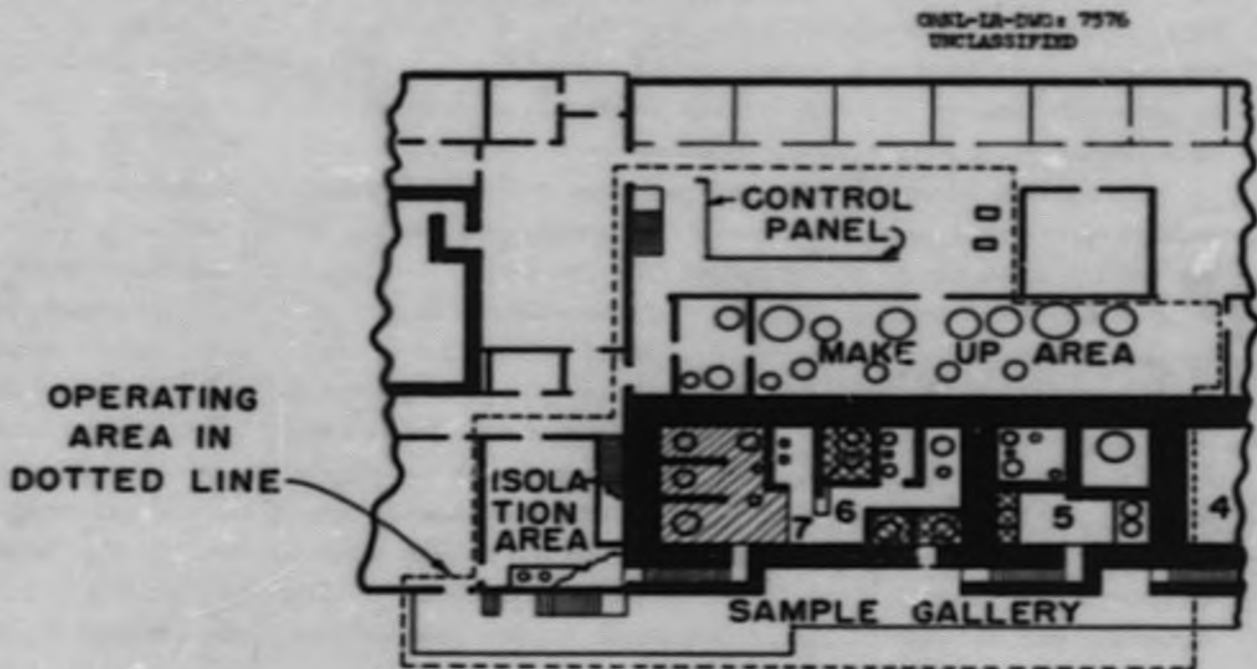 ORNL-LR-DWG: 7576
UNCLASSIFIED
CONTROL
PANEL
MAKE UP AREA
OPERATING
AREA IN
DOTTED LINE
ISOLA
TION
AREA
7
6
5
4
SAMPLE GALLERY